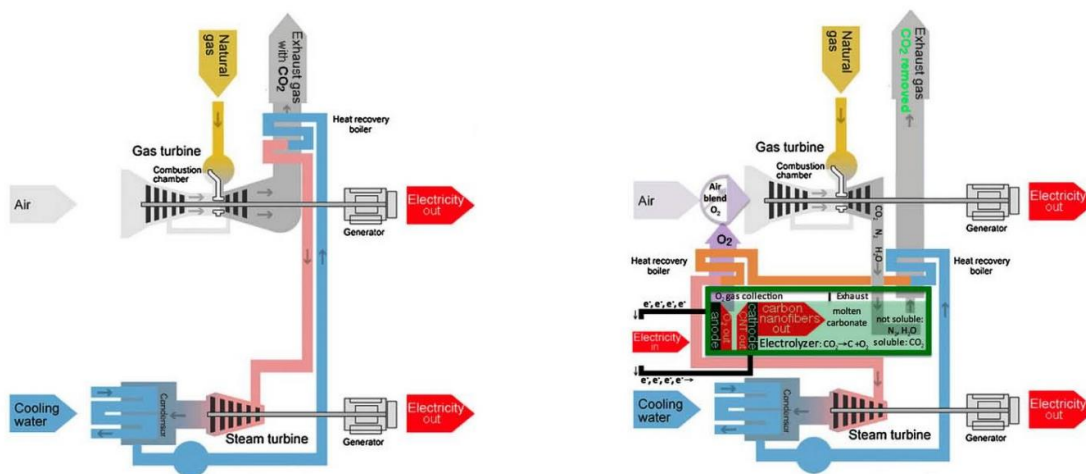 Natural
gas
Exhaust gas
with CO₂
Heat recovery
boiler
Gas turbine
Combustion
chamber
Air
Generator
Electricity
out
Cooling
water
Condensor
Steam turbine
Generator
Electricity
out
Natural
gas
Exhaust gas
CO₂ removed
Gas turbine
Combustion
chamber
Air
Air
blend
O₂
O₂
CO₂
N₂
H₂O
Generator
Electricity
out
Heat recovery
boiler
Heat recovery
boiler
O₂ gas collection
Exhaust
e⁻, e⁻, e⁻, e⁻
Electricity
in
anode
O₂ out
CNT out
cathode
carbon
nanofibers
out
molten
carbonate
not soluble:
N₂, H₂O
soluble: CO₂
Electrolyzer: CO₂→C +O₂
e⁻, e⁻, e⁻, e⁻→
Cooling
water
Condensor
Steam turbine
Generator
Electricity
out